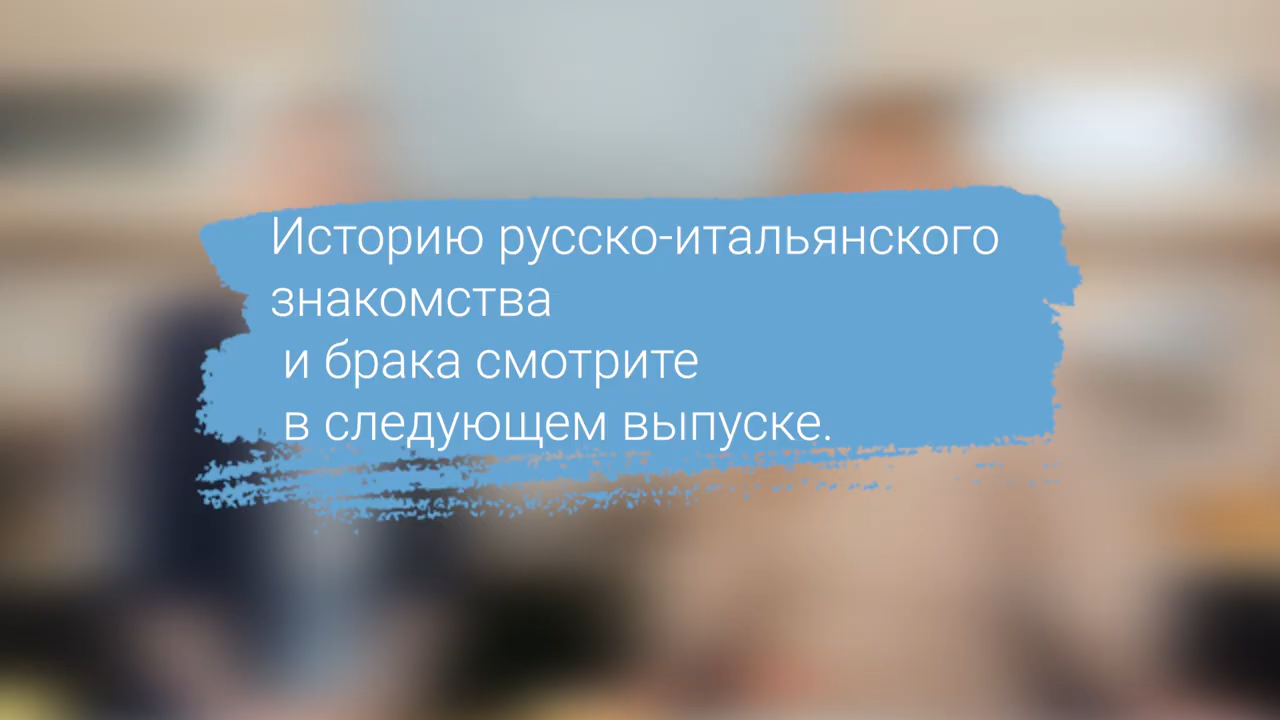 Историю русско-итальянского
знакомства
и брака смотрите
в следующем выпуске.